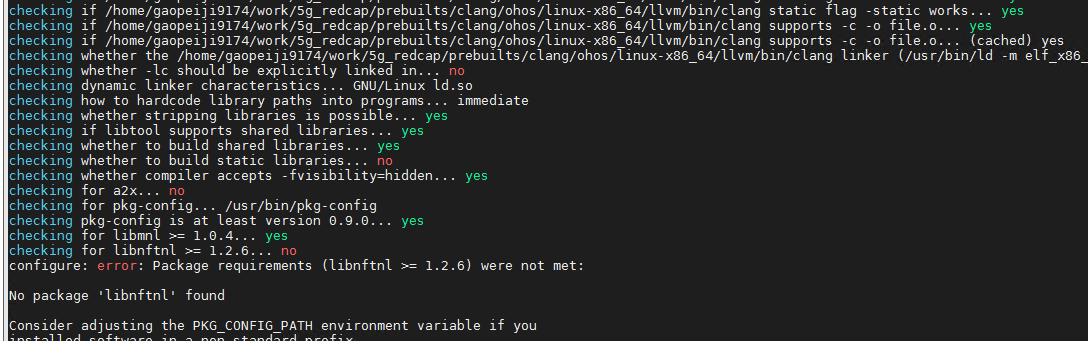 checking if /home/gaopeiji9174/work/5g_redcap/prebuilts/clang/ohos/linux-x86_64/llvm/bin/clang static flag -static works... yes
checking if /home/gaopeiji9174/work/5g_redcap/prebuilts/clang/ohos/linux-x86_64/llvm/bin/clang supports -c -o file.o... yes
checking if /home/gaopeiji9174/work/5g_redcap/prebuilts/clang/ohos/linux-x86_64/llvm/bin/clang supports -c -o file.o... (cached) yes
checking whether the /home/gaopeiji9174/work/5g_redcap/prebuilts/clang/ohos/linux-x86_64/llvm/bin/clang linker (/usr/bin/ld -m elf_x86_
checking whether -lc should be explicitly linked in... no
checking dynamic linker characteristics... GNU/Linux ld.so
checking how to hardcode library paths into programs... immediate
checking whether stripping libraries is possible... yes
checking if libtool supports shared libraries... yes
checking whether to build shared libraries... yes
checking whether to build static libraries... no
checking whether compiler accepts -fvisibility=hidden... yes
checking for a2x... no
checking for pkg-config... /usr/bin/pkg-config
checking pkg-config is at least version 0.9.0... yes
checking for libmnl >= 1.0.4... yes
checking for libnftnl >= 1.2.6... no
configure: error: Package requirements (libnftnl >= 1.2.6) were not met:
No package 'libnftnl' found
Consider adjusting the PKG_CONFIG_PATH environment variable if you
installed software in a non-standard prefix